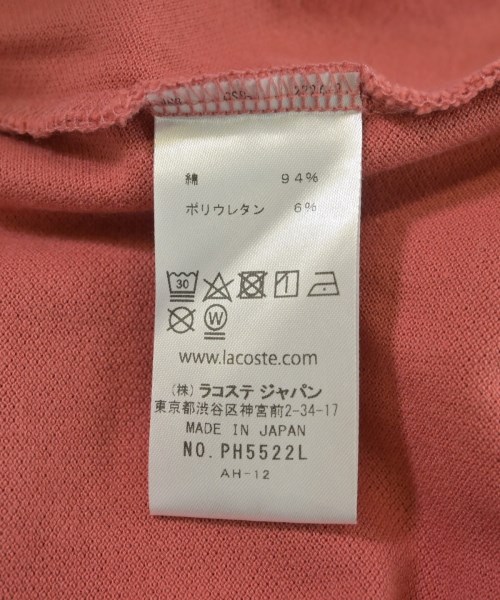 綿 94%
ポリウレタン 6%
30
W
www.lacoste.com
(株) ラコステ ジャパン
東京都渋谷区神宮前2-34-17
MADE IN JAPAN
NO. PH5522L
AH-12